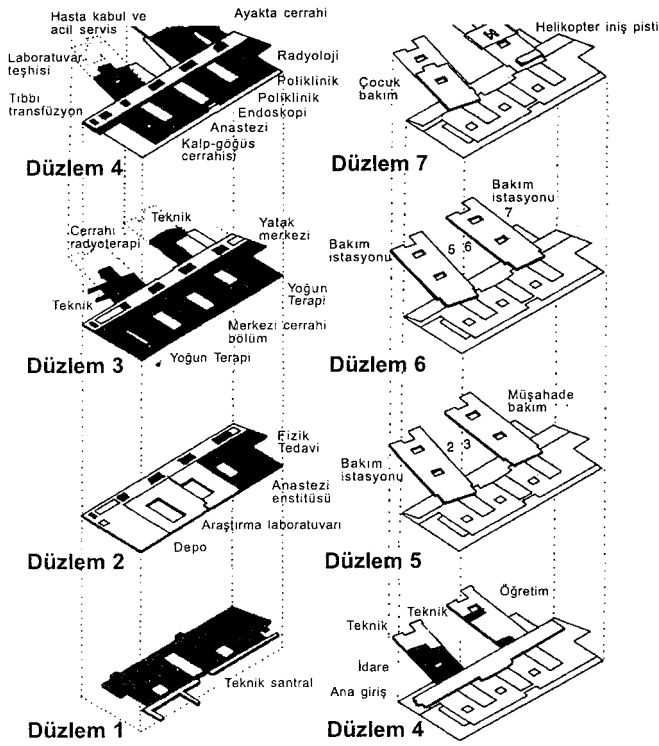 Hasta kabul ve
acil servis
Ayakta cerrahi
Laboratuvar
teşhisi
Radyoloji
Poliklinik
Tıbbı
transfüzyon
Poliklinik
Endoskopi
Anastezi
Kalp-göğüs
cerrahisi
Düzlem 4
Helikopter iniş pisti
Çocuk
bakım
Düzlem 7
Cerrahı
radyoterapi
Teknik
Yatak
merkezi
Teknik
Yoğun
Terapi
Merkezi cerrahi
bölüm
Yoğun Terapi
Düzlem 3
Bakım
istasyonu
7
Bakım
istasyonu
5
6
Düzlem 6
Fizik
Tedavi
Anastezi
enstitüsü
Araştırma laboratuvarı
Depo
Düzlem 2
Müşahade
bakım
2
3
Bakım
istasyonu
Düzlem 5
Teknik santral
Düzlem 1
Öğretim
Teknik
Teknik
İdare
Ana giriş
Düzlem 4